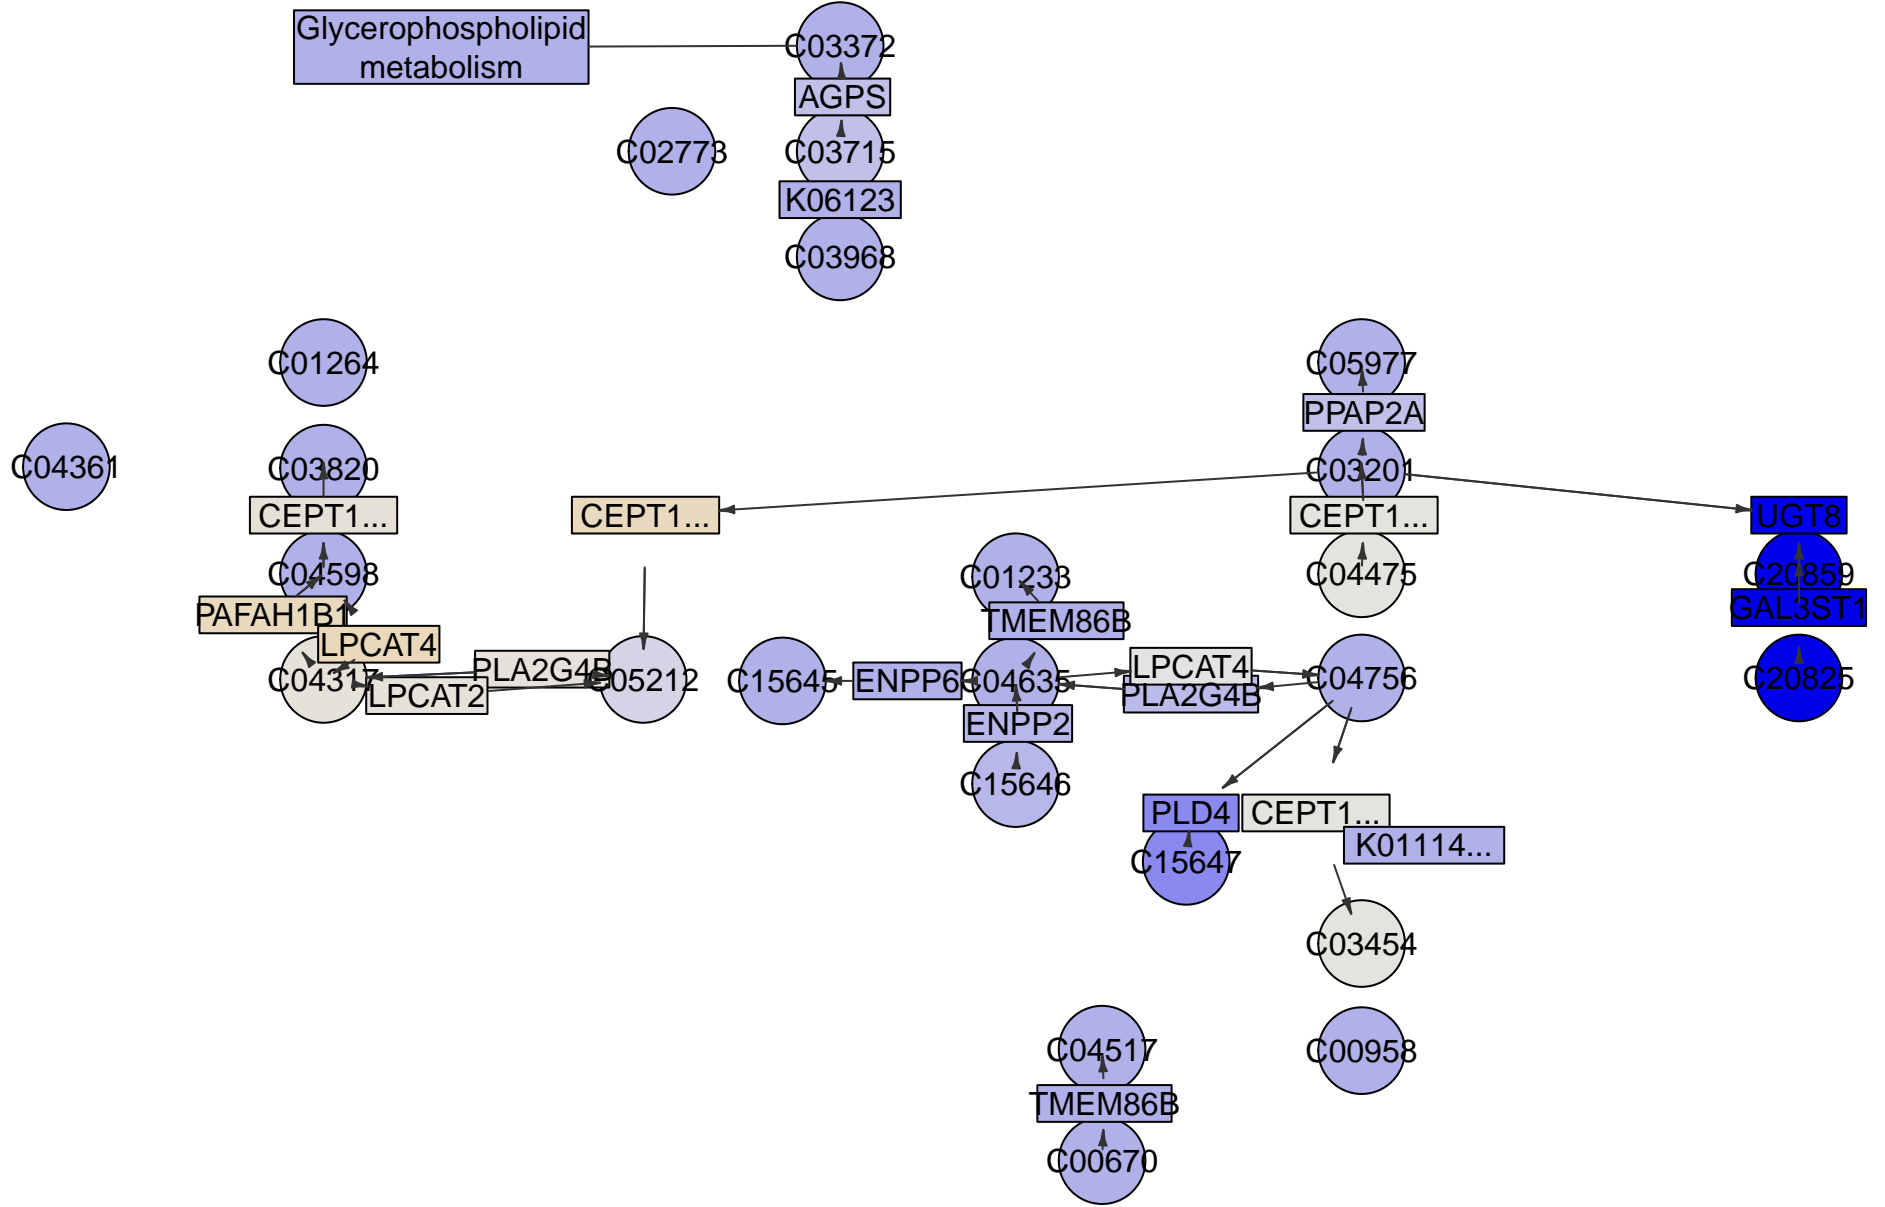 Glycerophospholipid
metabolism
C03372
AGPS
C02773
C03715
K06123
C03968
C01264
C05977
PPAP2A
C04361
C03820
C03201
CEPT1...
CEPT1...
CEPT1...
UGT8
C04598
C01233
C04475
C20859
PAFAH1B1
TMEM86B
GAL3ST1
LPCAT4
C04317
PLA2G4B
LPCAT2
C05212
C15645
ENPP6
C04635
LPCAT4
PLA2G4B
C04756
C20825
ENPP2
C15646
PLD4
CEPT1...
K01114...
C15647
C03454
C04517
C00958
TMEM86B
C00670